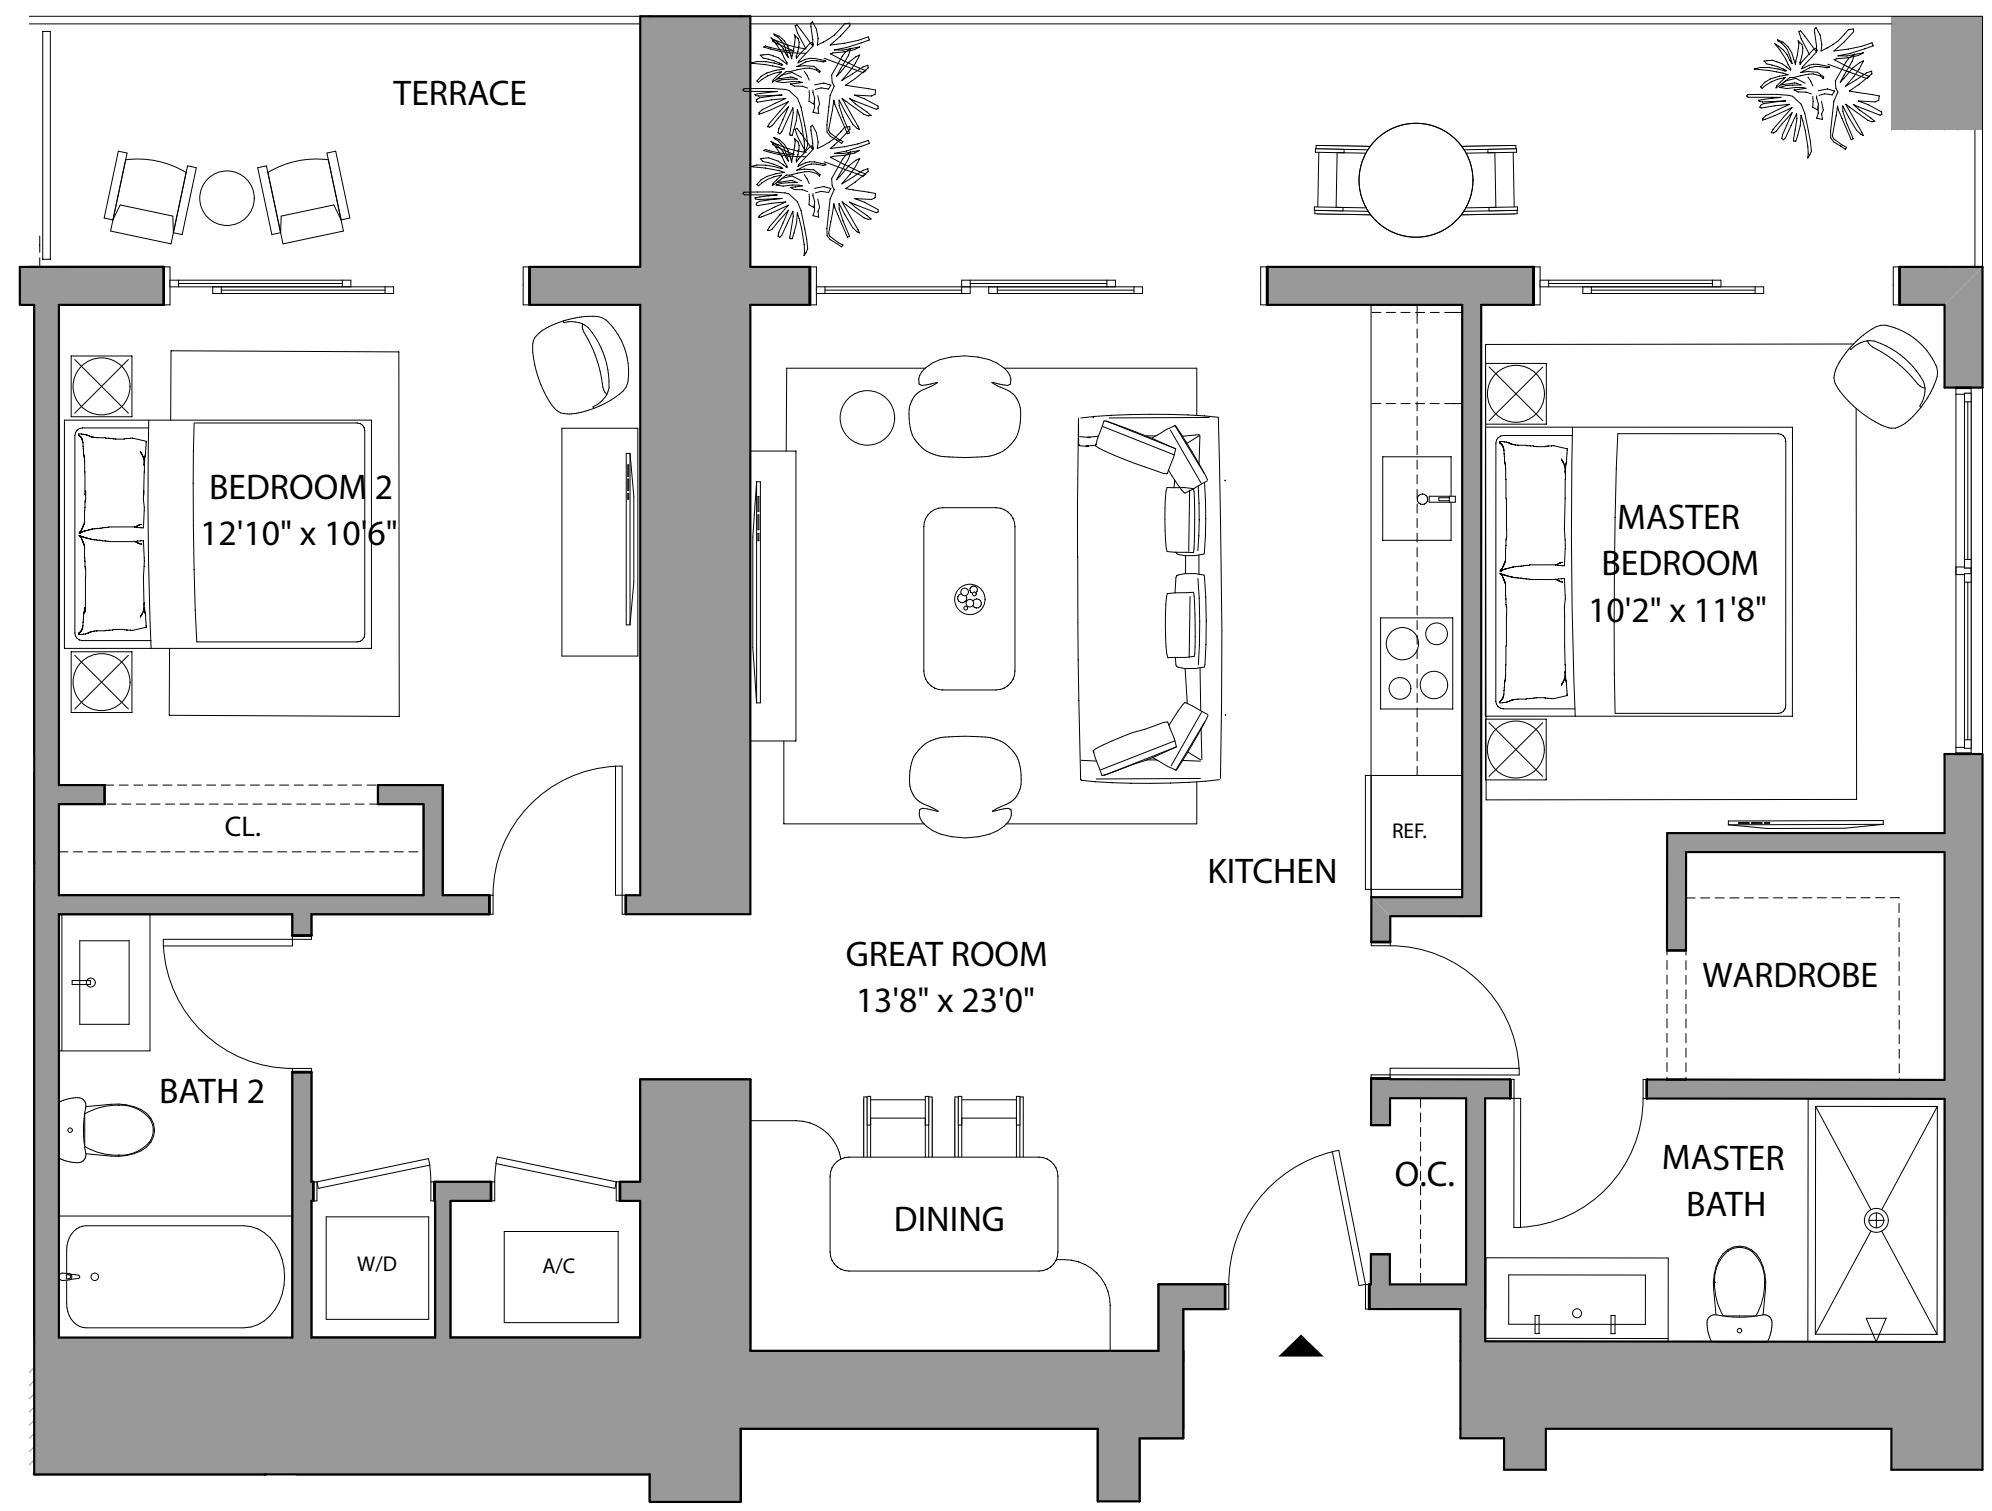 TERRACE
BEDROOM 2
12'10" x 10'6"
MASTER
BEDROOM
10'2" x 11'8"
CL.
REF.
KITCHEN
GREAT ROOM
13'8" x 23'0"
WARDROBE
BATH 2
O.C.
MASTER
BATH
DINING
W/D
A/C